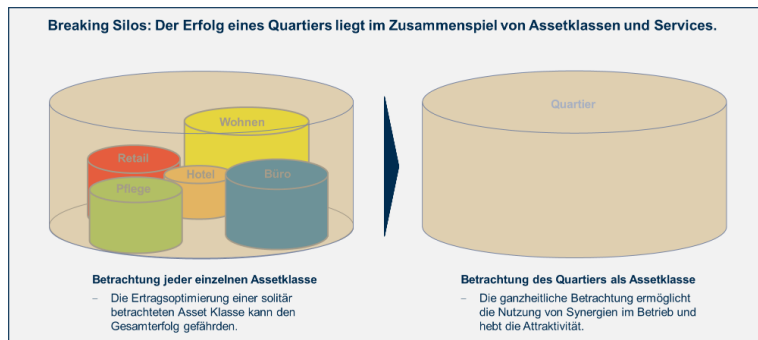 Breaking Silos: Der Erfolg eines Quartiers liegt im Zusammenspiel von Assetklassen und Services.
Wohnen
Retail
Hotel
Büro
Pflege
Quartier
Betrachtung jeder einzelnen Assetklasse
– Die Ertragsoptimierung einer solitär
betrachteten Asset Klasse kann den
Gesamterfolg gefährden.
Betrachtung des Quartiers als Assetklasse
– Die ganzheitliche Betrachtung ermöglicht
die Nutzung von Synergien im Betrieb und
hebt die Attraktivität.